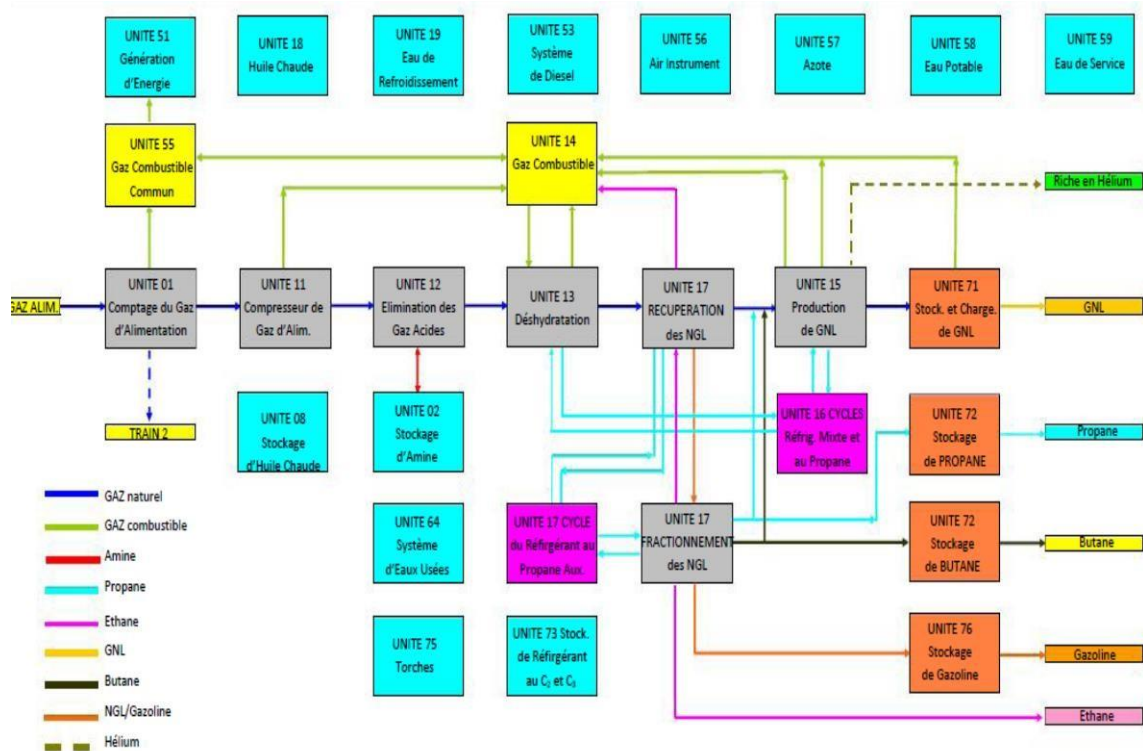 UNITE 51
Génération
d'Energie
UNITE 18
Huile Chaude
UNITE 19
Eau de
Refroidissement
UNITE 53
Système
de Diesel
UNITE 56
Air Instrument
UNITE 57
Azote
UNITE 58
Eau Potable
UNITE 59
Eau de Service
UNITE 55
Gaz Combustible
Commun
UNITE 14
Gaz Combustible
Riche en Hélium
GAZ ALIM.
UNITE 01
Comptage du Gaz
d'Alimentation
UNITE 11
Compresseur de
Gaz d'Alim.
UNITE 12
Elimination des
Gaz Acides
UNITE 13
Déshydratation
UNITE 17
RECUPERATION
des NGL
UNITE 15
Production
de GNL
UNITE 71
Stock. et Charge.
de GNL
GNL
TRAIN 2
UNITE 08
Stockage
d'Huile Chaude
UNITE 02
Stockage
d'Amine
UNITE 16 CYCLES
Réfrig. Mixte et
au Propane
UNITE 72
Stockage
de PROPANE
Propane
UNITE 64
Système
d'Eaux Usées
UNITE 17 CYCLE
du Réfirgérant au
Propane Aux.
UNITE 17
FRACTIONNEMENT
des NGL
UNITE 72
Stockage
de BUTANE
Butane
UNITE 75
Torches
UNITE 73 Stock.
de Réfirgérant
au C₂ et C₃
UNITE 76
Stockage
de Gazoline
Gazoline
Ethane
GAZ naturel
GAZ combustible
Amine
Propane
Ethane
GNL
Butane
NGL/Gazoline
Hélium